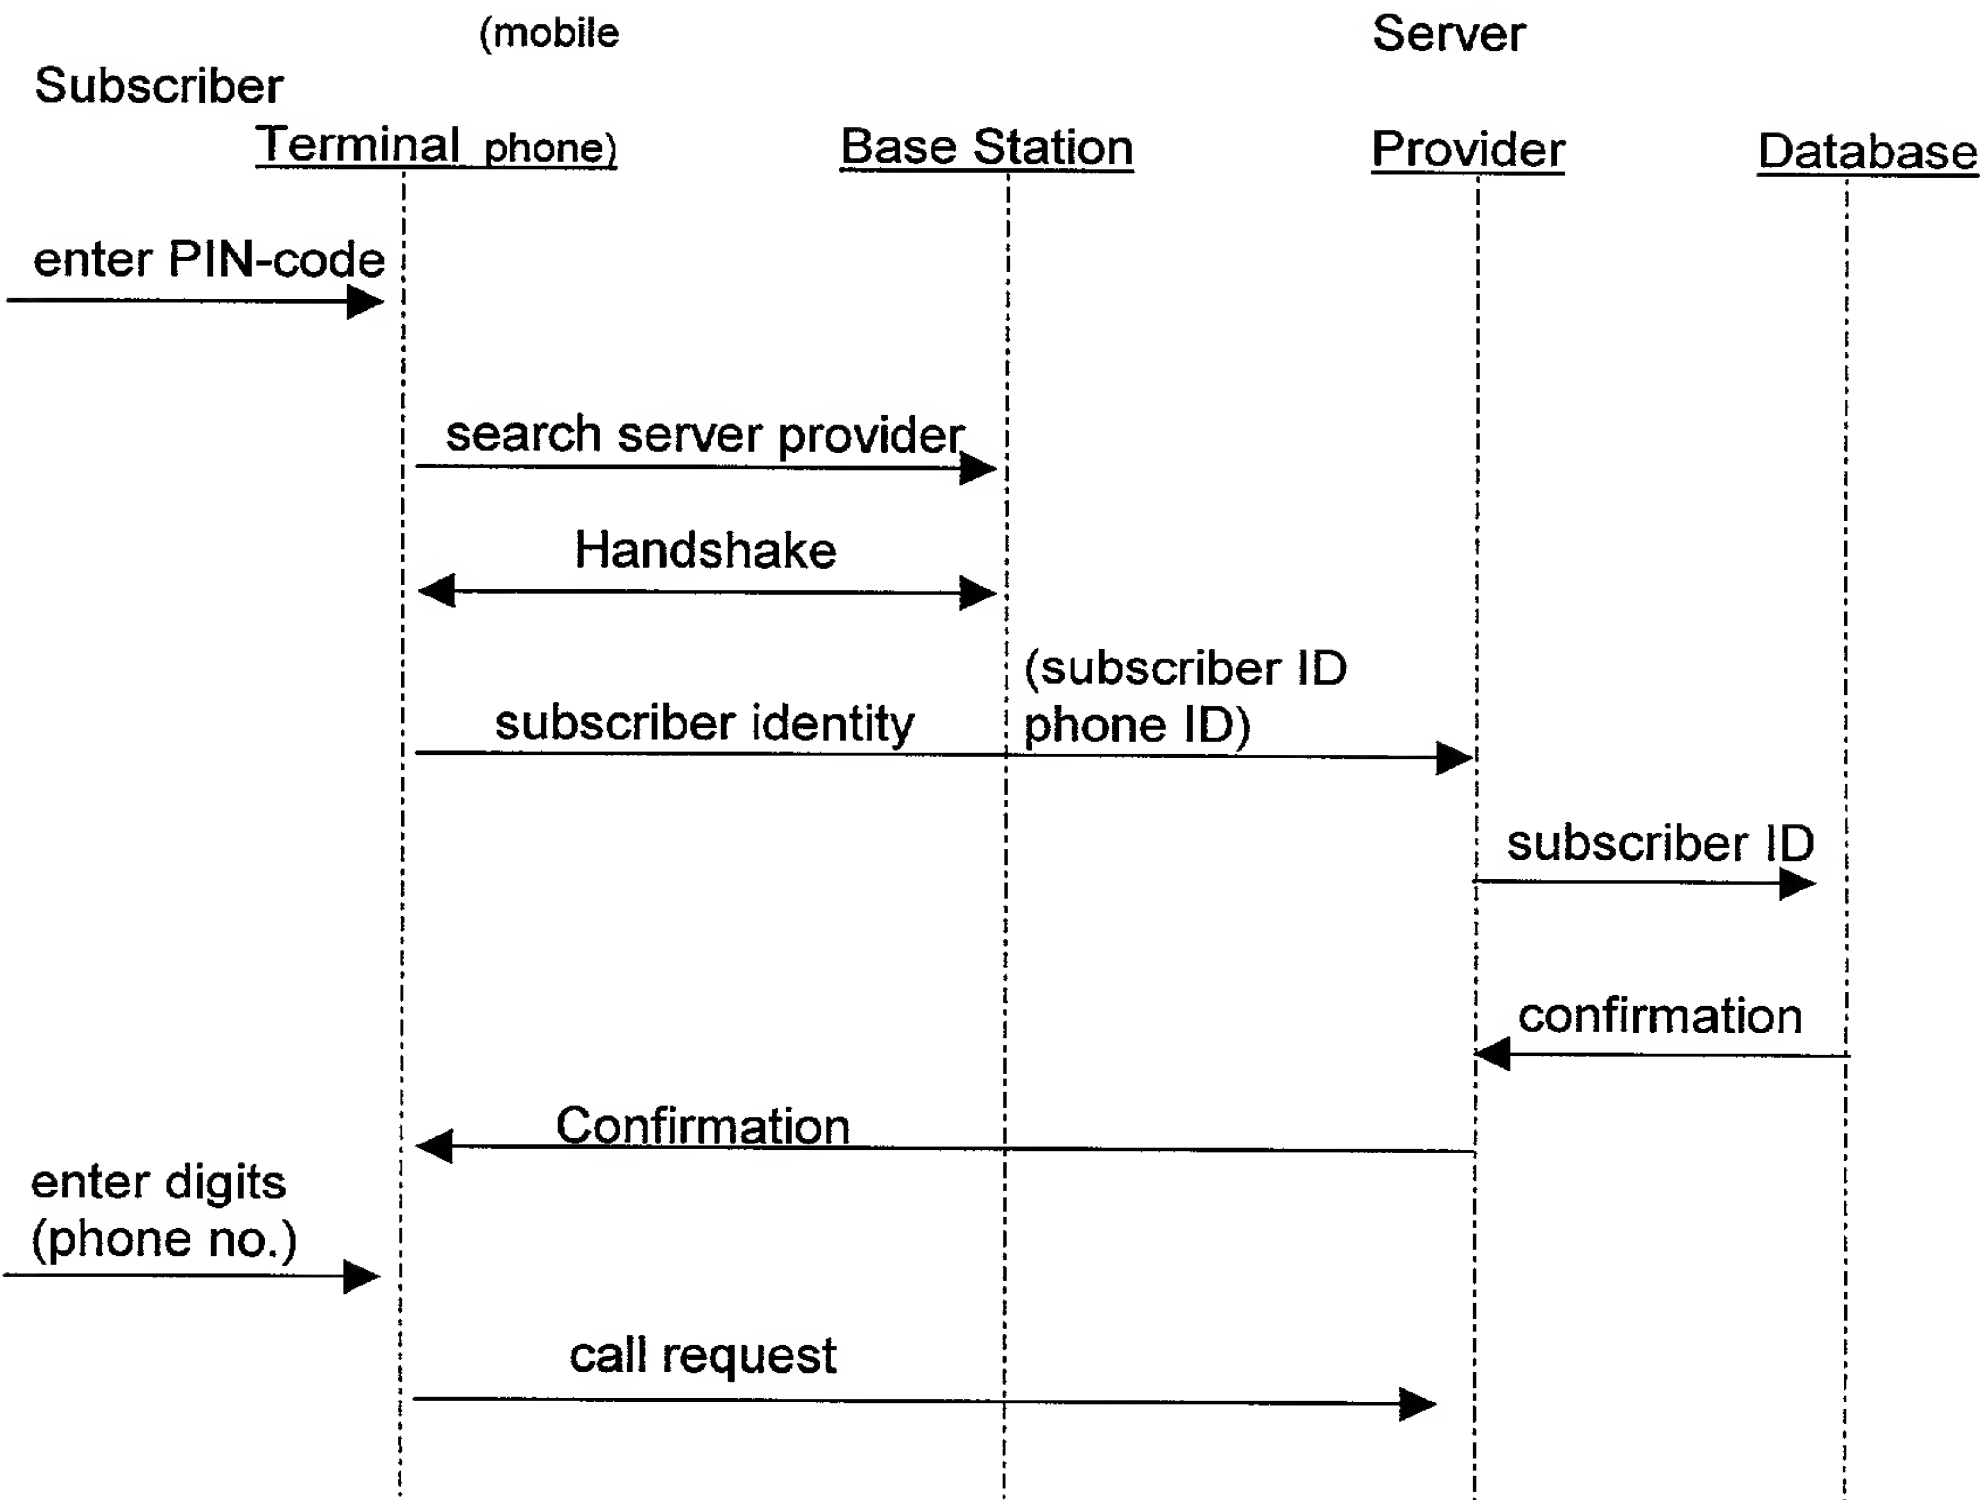 (mobile
Server
Subscriber
Terminal phone)
Base Station
Provider
Database
enter PIN-code
search server provider
Handshake
(subscriber ID
subscriber identity
phone ID)
subscriber ID
confirmation
Confirmation
enter digits
(phone no.)
call request